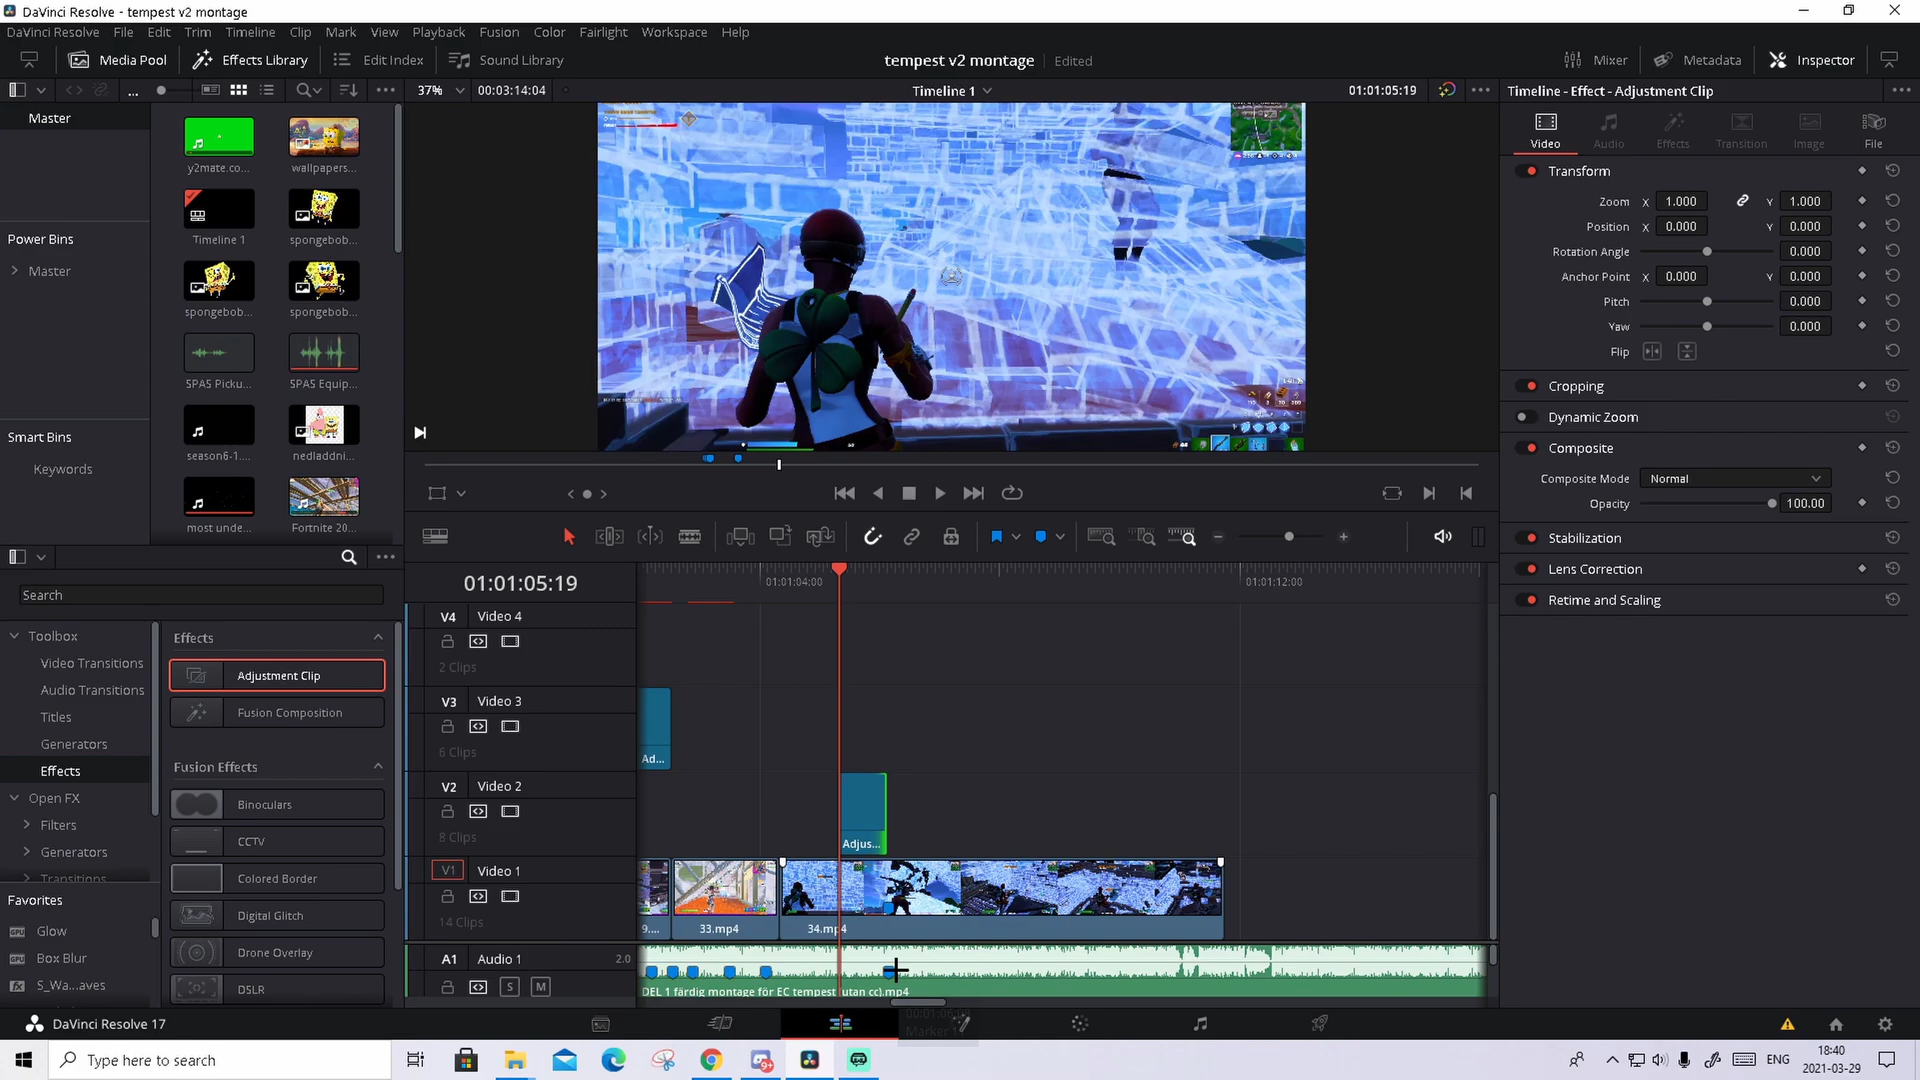 DaVinci Resolve - tempest v2 montage
DaVinci Resolve File Edit Trim Timeline Clip Mark View Playback Fusion Color Fairlight Workspace Help
Media Pool Effects Library Edit Index Sound Library
tempest v2 montage Edited
Mixer Metadata Inspector
37% 00:03:14:04 Timeline 1 01:01:05:19
Timeline - Effect - Adjustment Clip
Master
Power Bins
Master
Smart Bins
Keywords
y2mate.co... wallpapers...
Timeline 1 spongebob...
spongebob... spongebob...
SPAS Picku... SPAS Equip...
season6-1.... nedladdni...
most unde... Fortnite 20...
Video Audio Effects Transition Image File
Transform
Zoom X 1.000 Y 1.000
Position X 0.000 Y 0.000
Rotation Angle 0.000
Anchor Point X 0.000 Y 0.000
Pitch 0.000
Yaw 0.000
Flip
Cropping
Dynamic Zoom
Composite
Composite Mode Normal
Opacity 100.00
Stabilization
Lens Correction
Retime and Scaling
Search
Toolbox
Video Transitions
Audio Transitions
Titles
Generators
Effects
Open FX
Filters
Generators
Transitions
Favorites
Glow
Box Blur
S_Wa...aves
Effects
Adjustment Clip
Fusion Composition
Fusion Effects
Binoculars
CCTV
Colored Border
Digital Glitch
Drone Overlay
DSLR
01:01:05:19
01:01:04:00 01:01:12:00
V4 Video 4
2 Clips
V3 Video 3
6 Clips
Ad...
V2 Video 2
8 Clips
Adjus...
V1 Video 1
14 Clips
9.... 33.mp4 34.mp4
A1 Audio 1 2.0
S M
DEL 1 färdig montage för EC tempest (utan cc).mp4
Marker 1
DaVinci Resolve 17
Type here to search
ENG
18:40
2021-03-29